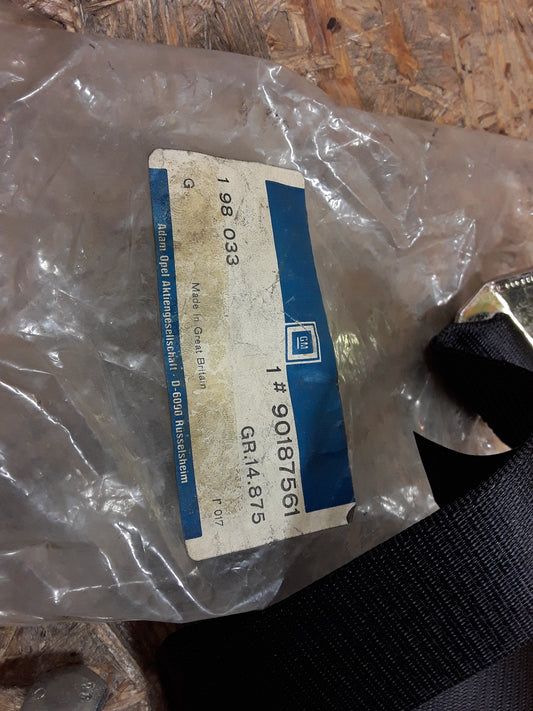 GM
1# 90187561
1 98 033
GR.14.875
G
Made in Great Britain
r 017
Adam Opel Aktiengesellschaft · D-6090 Rüsselsheim